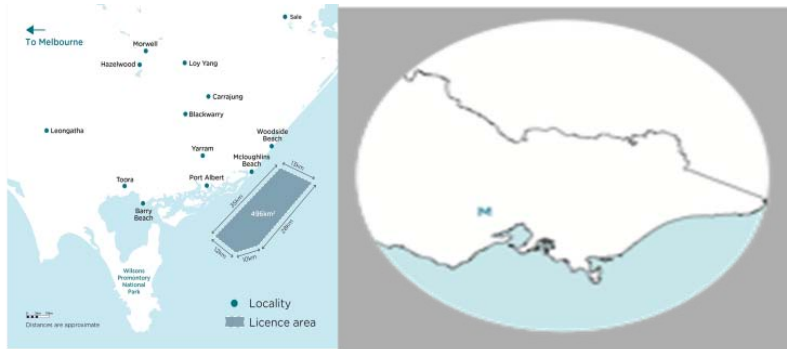 To Melbourne
Sale
Morwell
Hazelwood
Loy Yang
Carrajung
Blackwarry
Leongatha
Woodside
Beach
Yarram
Mcloughlins
Beach
Toora
Port Albert
Barry
Beach
496km²
10km
Wilsons
Promontory
National
Park
Locality
Licence area
Distances are approximate
M